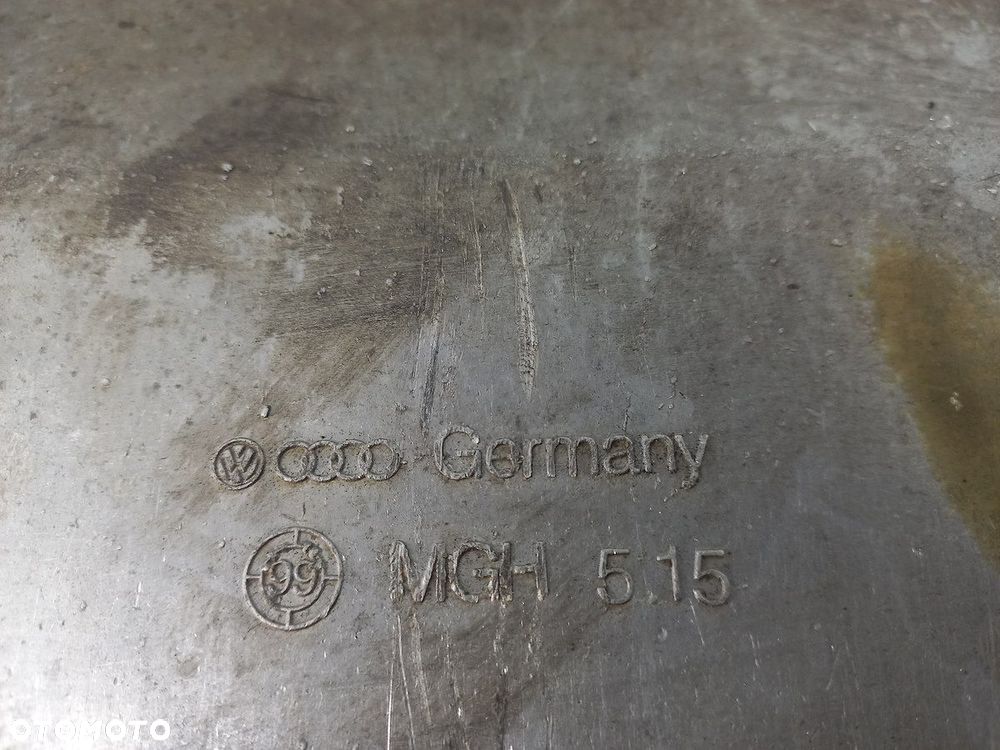 Germany
99
MGH 5.15
OTOMOTO